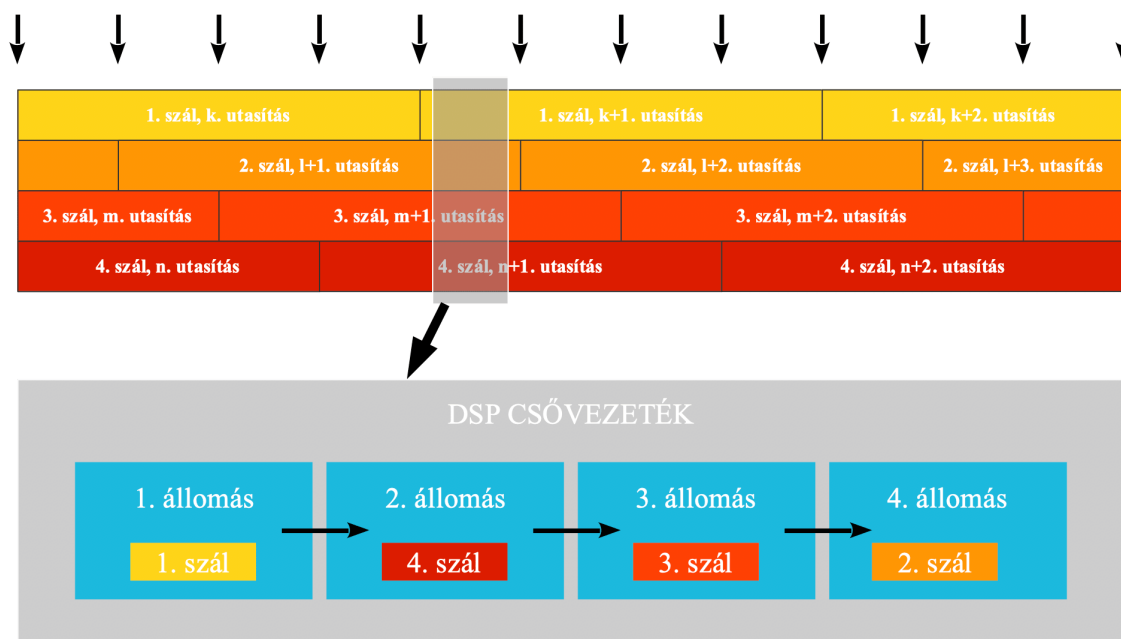 1. szál, k. utasítás
1. szál, k+1. utasítás
1. szál, k+2. utasítás
2. szál, l+1. utasítás
2. szál, l+2. utasítás
2. szál, l+3. utasítás
3. szál, m. utasítás
3. szál, m+1. utasítás
3. szál, m+2. utasítás
4. szál, n. utasítás
4. szál, n+1. utasítás
4. szál, n+2. utasítás
DSP CSŐVEZETÉK
1. állomás
1. szál
2. állomás
4. szál
3. állomás
3. szál
4. állomás
2. szál